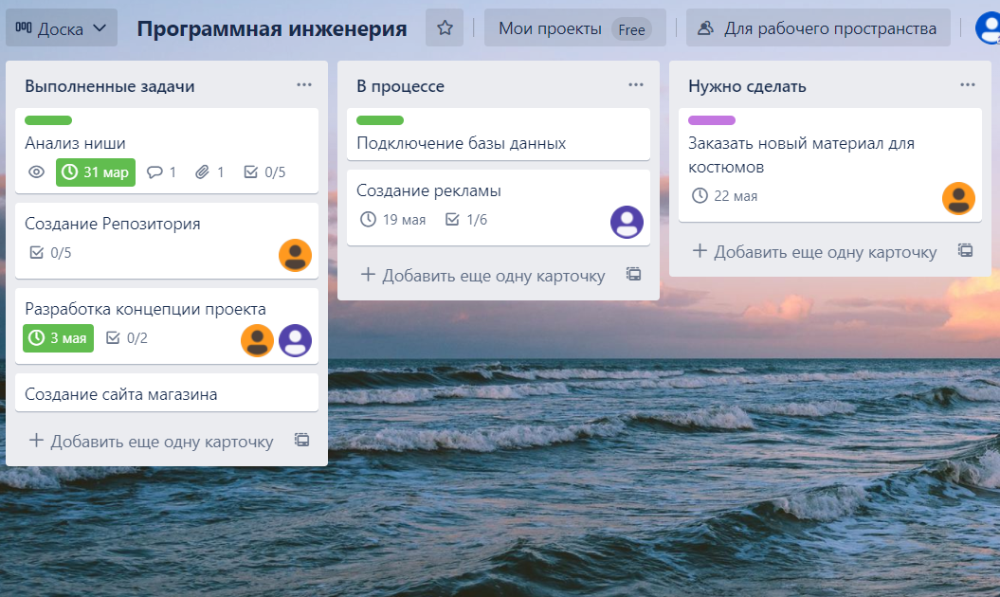 Доска
Программная инженерия
Мои проекты Free
Для рабочего пространства
Выполненные задачи
Анализ ниши
31 мар 1 1 0/5
Создание Репозитория
0/5
Разработка концепции проекта
3 мая 0/2
Создание сайта магазина
+ Добавить еще одну карточку
В процессе
Подключение базы данных
Создание рекламы
19 мая 1/6
+ Добавить еще одну карточку
Нужно сделать
Заказать новый материал для
костюмов
22 мая
+ Добавить еще одну карточку